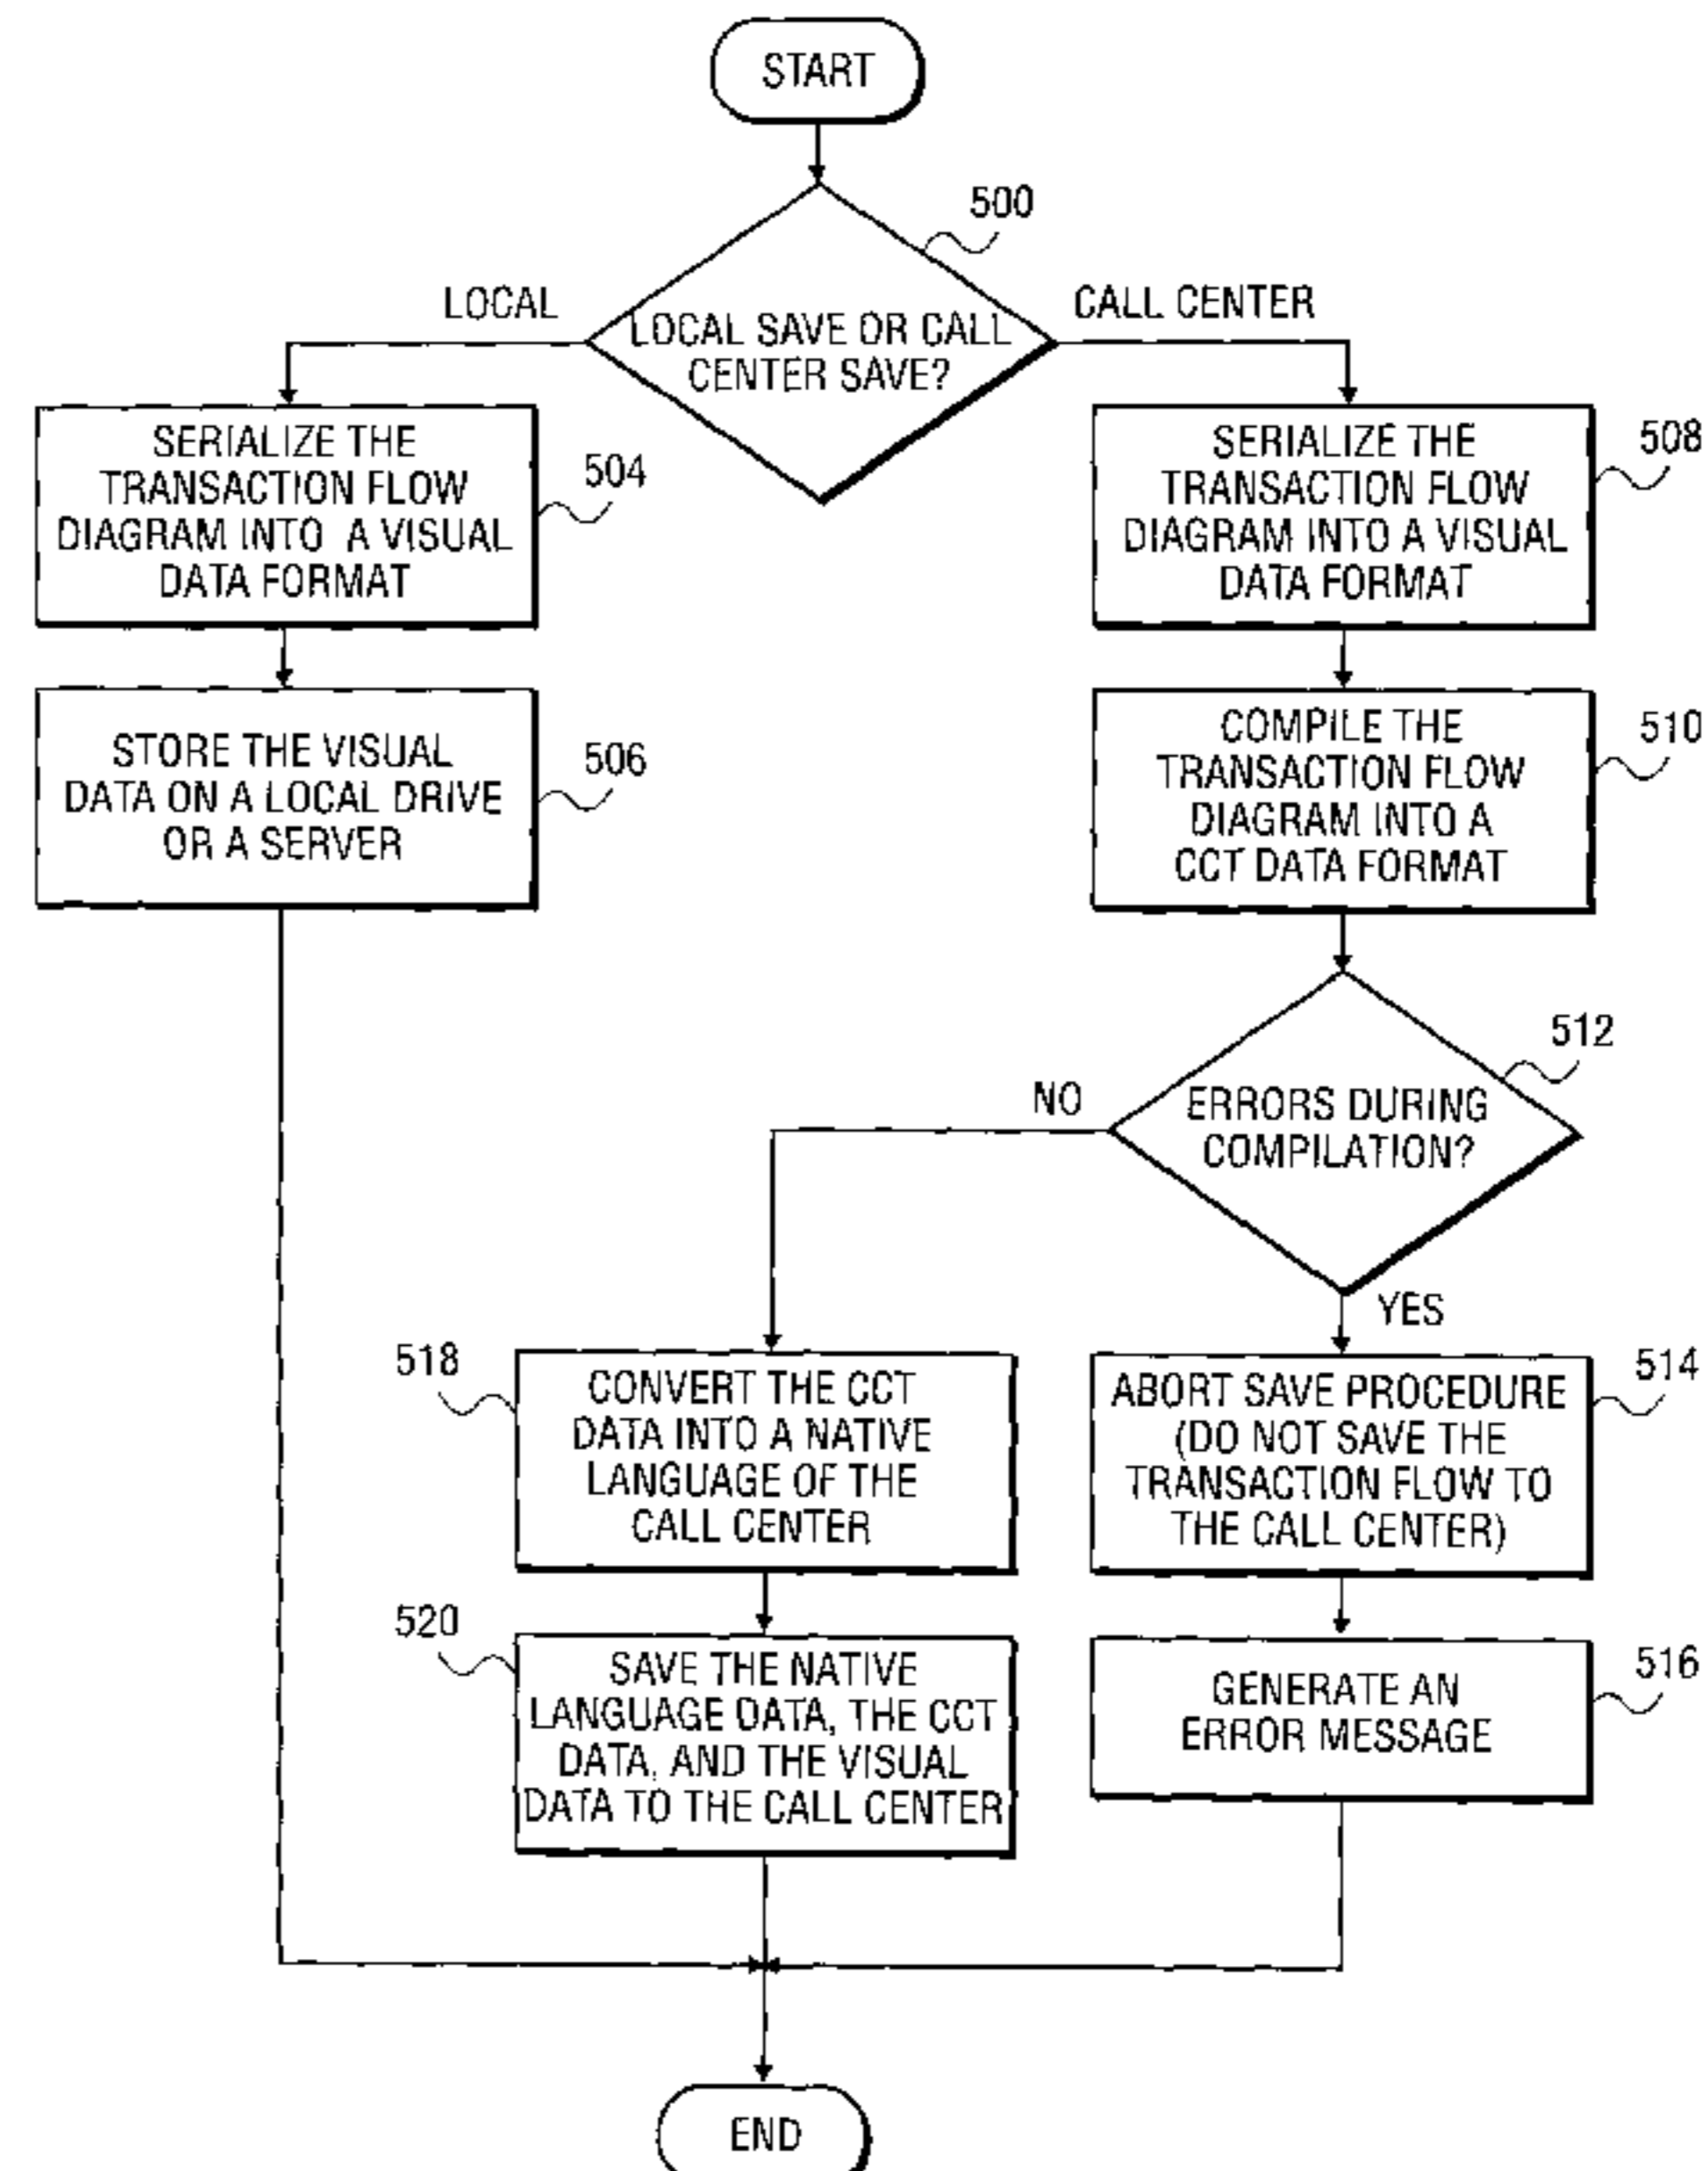 START
500
LOCAL
CALL CENTER
LOCAL SAVE OR CALL
CENTER SAVE?
SERIALIZE THE
TRANSACTION FLOW
DIAGRAM INTO A VISUAL
DATA FORMAT
504
SERIALIZE THE
TRANSACTION FLOW
DIAGRAM INTO A VISUAL
DATA FORMAT
508
STORE THE VISUAL
DATA ON A LOCAL DRIVE
OR A SERVER
506
COMPILE THE
TRANSACTION FLOW
DIAGRAM INTO A
CCT DATA FORMAT
510
512
NO
ERRORS DURING
COMPILATION?
YES
518
CONVERT THE CCT
DATA INTO A NATIVE
LANGUAGE OF THE
CALL CENTER
ABORT SAVE PROCEDURE
(DO NOT SAVE THE
TRANSACTION FLOW TO
THE CALL CENTER)
514
520
SAVE THE NATIVE
LANGUAGE DATA, THE CCT
DATA, AND THE VISUAL
DATA TO THE CALL CENTER
GENERATE AN
ERROR MESSAGE
516
END